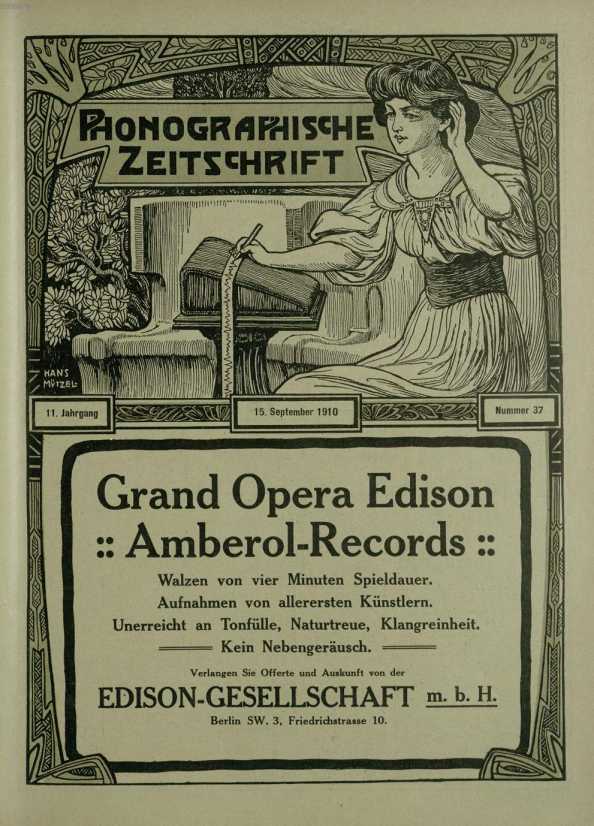 PHONOGRAPHISCHE
ZEITSCHRIFT
HANS
MÜTZEL
11. Jahrgang
15. September 1910
Nummer 37
Grand Opera Edison
:: Amberol-Records ::
Walzen von vier Minuten Spieldauer.
Aufnahmen von allerersten Künstlern.
Unerreicht an Tonfülle, Naturtreue, Klangreinheit.
Kein Nebengeräusch.
Verlangen Sie Offerte und Auskunft von der
EDISON-GESELLSCHAFT m. b. H.
Berlin SW. 3, Friedrichstrasse 10.